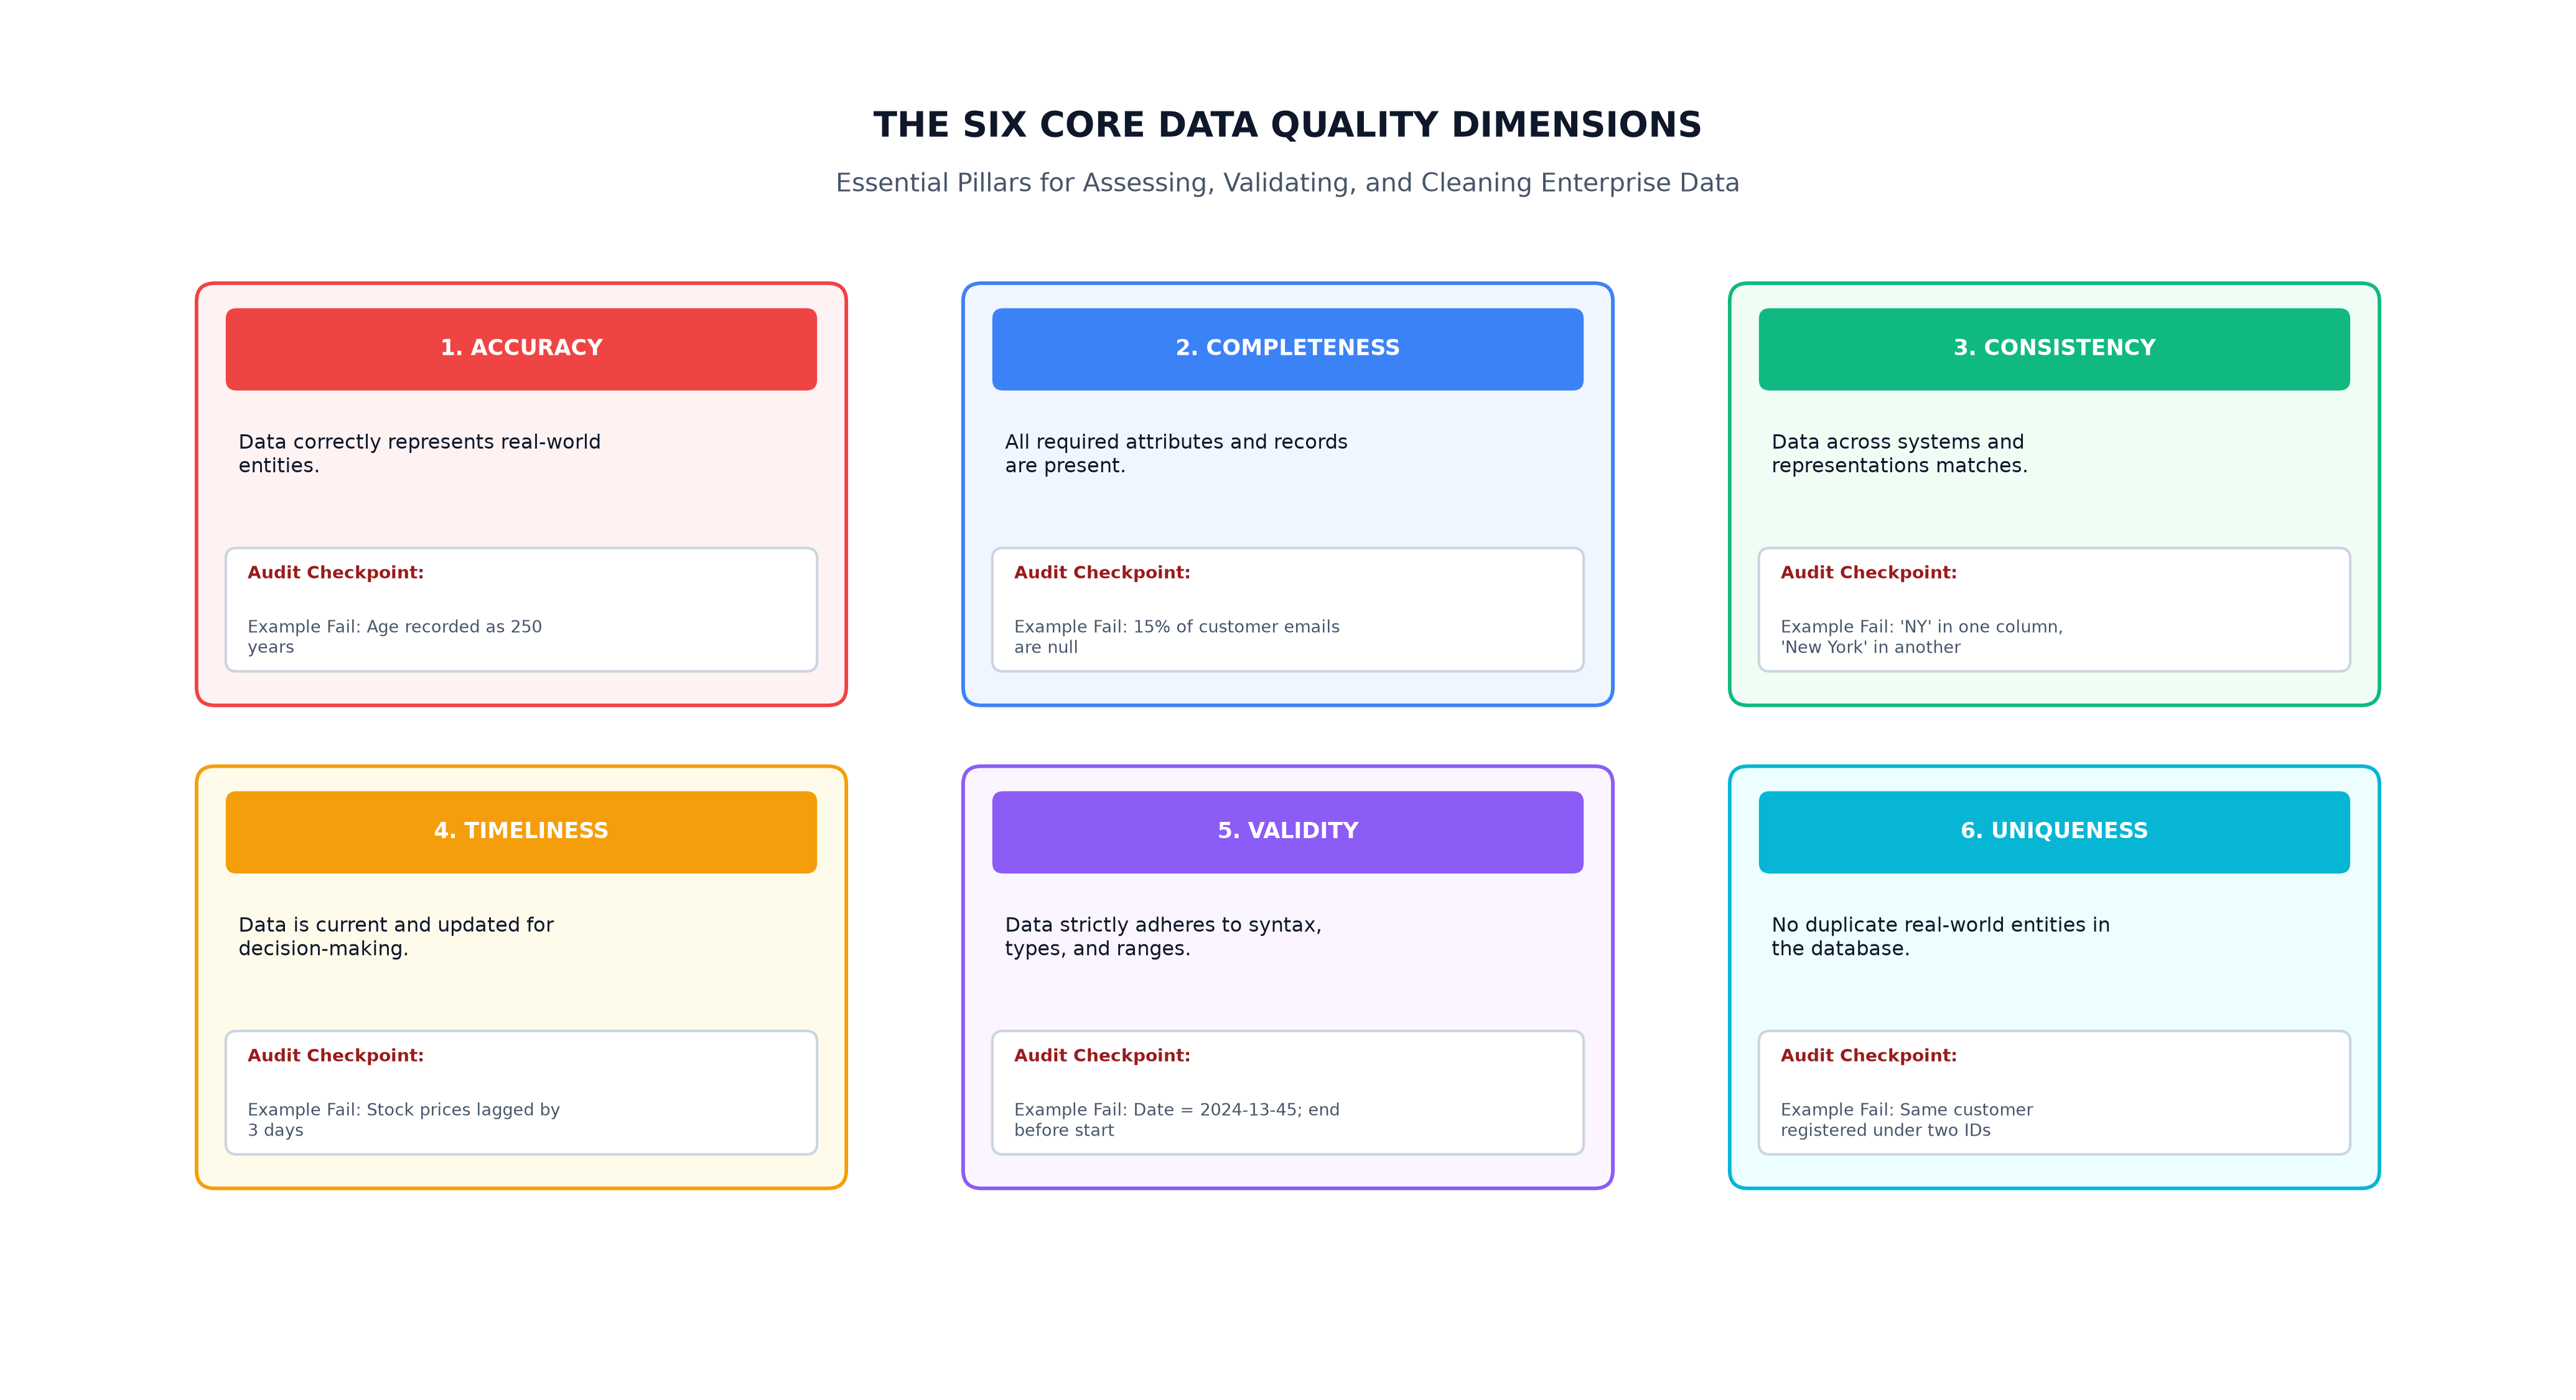 THE SIX CORE DATA QUALITY DIMENSIONS
Essential Pillars for Assessing, Validating, and Cleaning Enterprise Data
1. ACCURACY
Data correctly represents real-world
entities.
Audit Checkpoint:
Example Fail: Age recorded as 250
years
2. COMPLETENESS
All required attributes and records
are present.
Audit Checkpoint:
Example Fail: 15% of customer emails
are null
3. CONSISTENCY
Data across systems and
representations matches.
Audit Checkpoint:
Example Fail: 'NY' in one column,
'New York' in another
4. TIMELINESS
Data is current and updated for
decision-making.
Audit Checkpoint:
Example Fail: Stock prices lagged by
3 days
5. VALIDITY
Data strictly adheres to syntax,
types, and ranges.
Audit Checkpoint:
Example Fail: Date = 2024-13-45; end
before start
6. UNIQUENESS
No duplicate real-world entities in
the database.
Audit Checkpoint:
Example Fail: Same customer
registered under two IDs